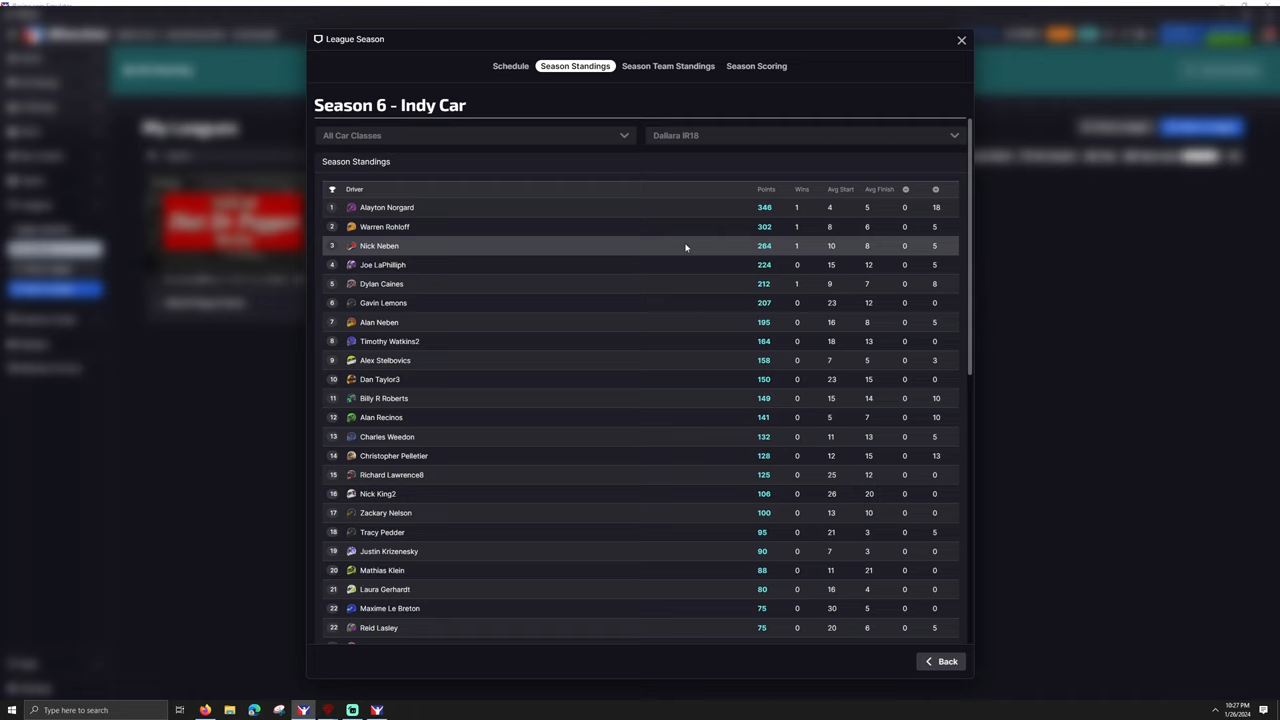 League Season
Schedule Season Standings Season Team Standings Season Scoring
Season 6 - Indy Car
All Car Classes Dallara IR18
Season Standings
Driver Points Wins Avg Start Avg Finish
1 Alayton Norgard 346 1 4 5 0 18
2 Warren Rohloff 302 1 8 6 0 5
3 Nick Neben 264 1 10 8 0 5
4 Joe LaPhilliph 224 0 15 12 0 5
5 Dylan Caines 212 1 9 7 0 8
6 Gavin Lemons 207 0 23 12 0 0
7 Alan Neben 195 0 16 8 0 5
8 Timothy Watkins2 164 0 18 13 0 0
9 Alex Stelbovics 158 0 7 5 0 3
10 Dan Taylor3 150 0 23 15 0 0
11 Billy R Roberts 149 0 15 14 0 10
12 Alan Recinos 141 0 5 7 0 10
13 Charles Weedon 132 0 11 13 0 5
14 Christopher Pelletier 128 0 12 15 0 13
15 Richard Lawrence8 125 0 25 12 0 0
16 Nick King2 106 0 26 20 0 0
17 Zackary Nelson 100 0 13 10 0 0
18 Tracy Pedder 95 0 21 3 0 5
19 Justin Krizenesky 90 0 7 3 0 0
20 Mathias Klein 88 0 11 21 0 0
21 Laura Gerhardt 80 0 16 4 0 0
22 Maxime Le Breton 75 0 30 5 0 0
22 Reid Lasley 75 0 20 6 0 5
Back
My Leagues
Type here to search
10:27 PM
1/26/2024